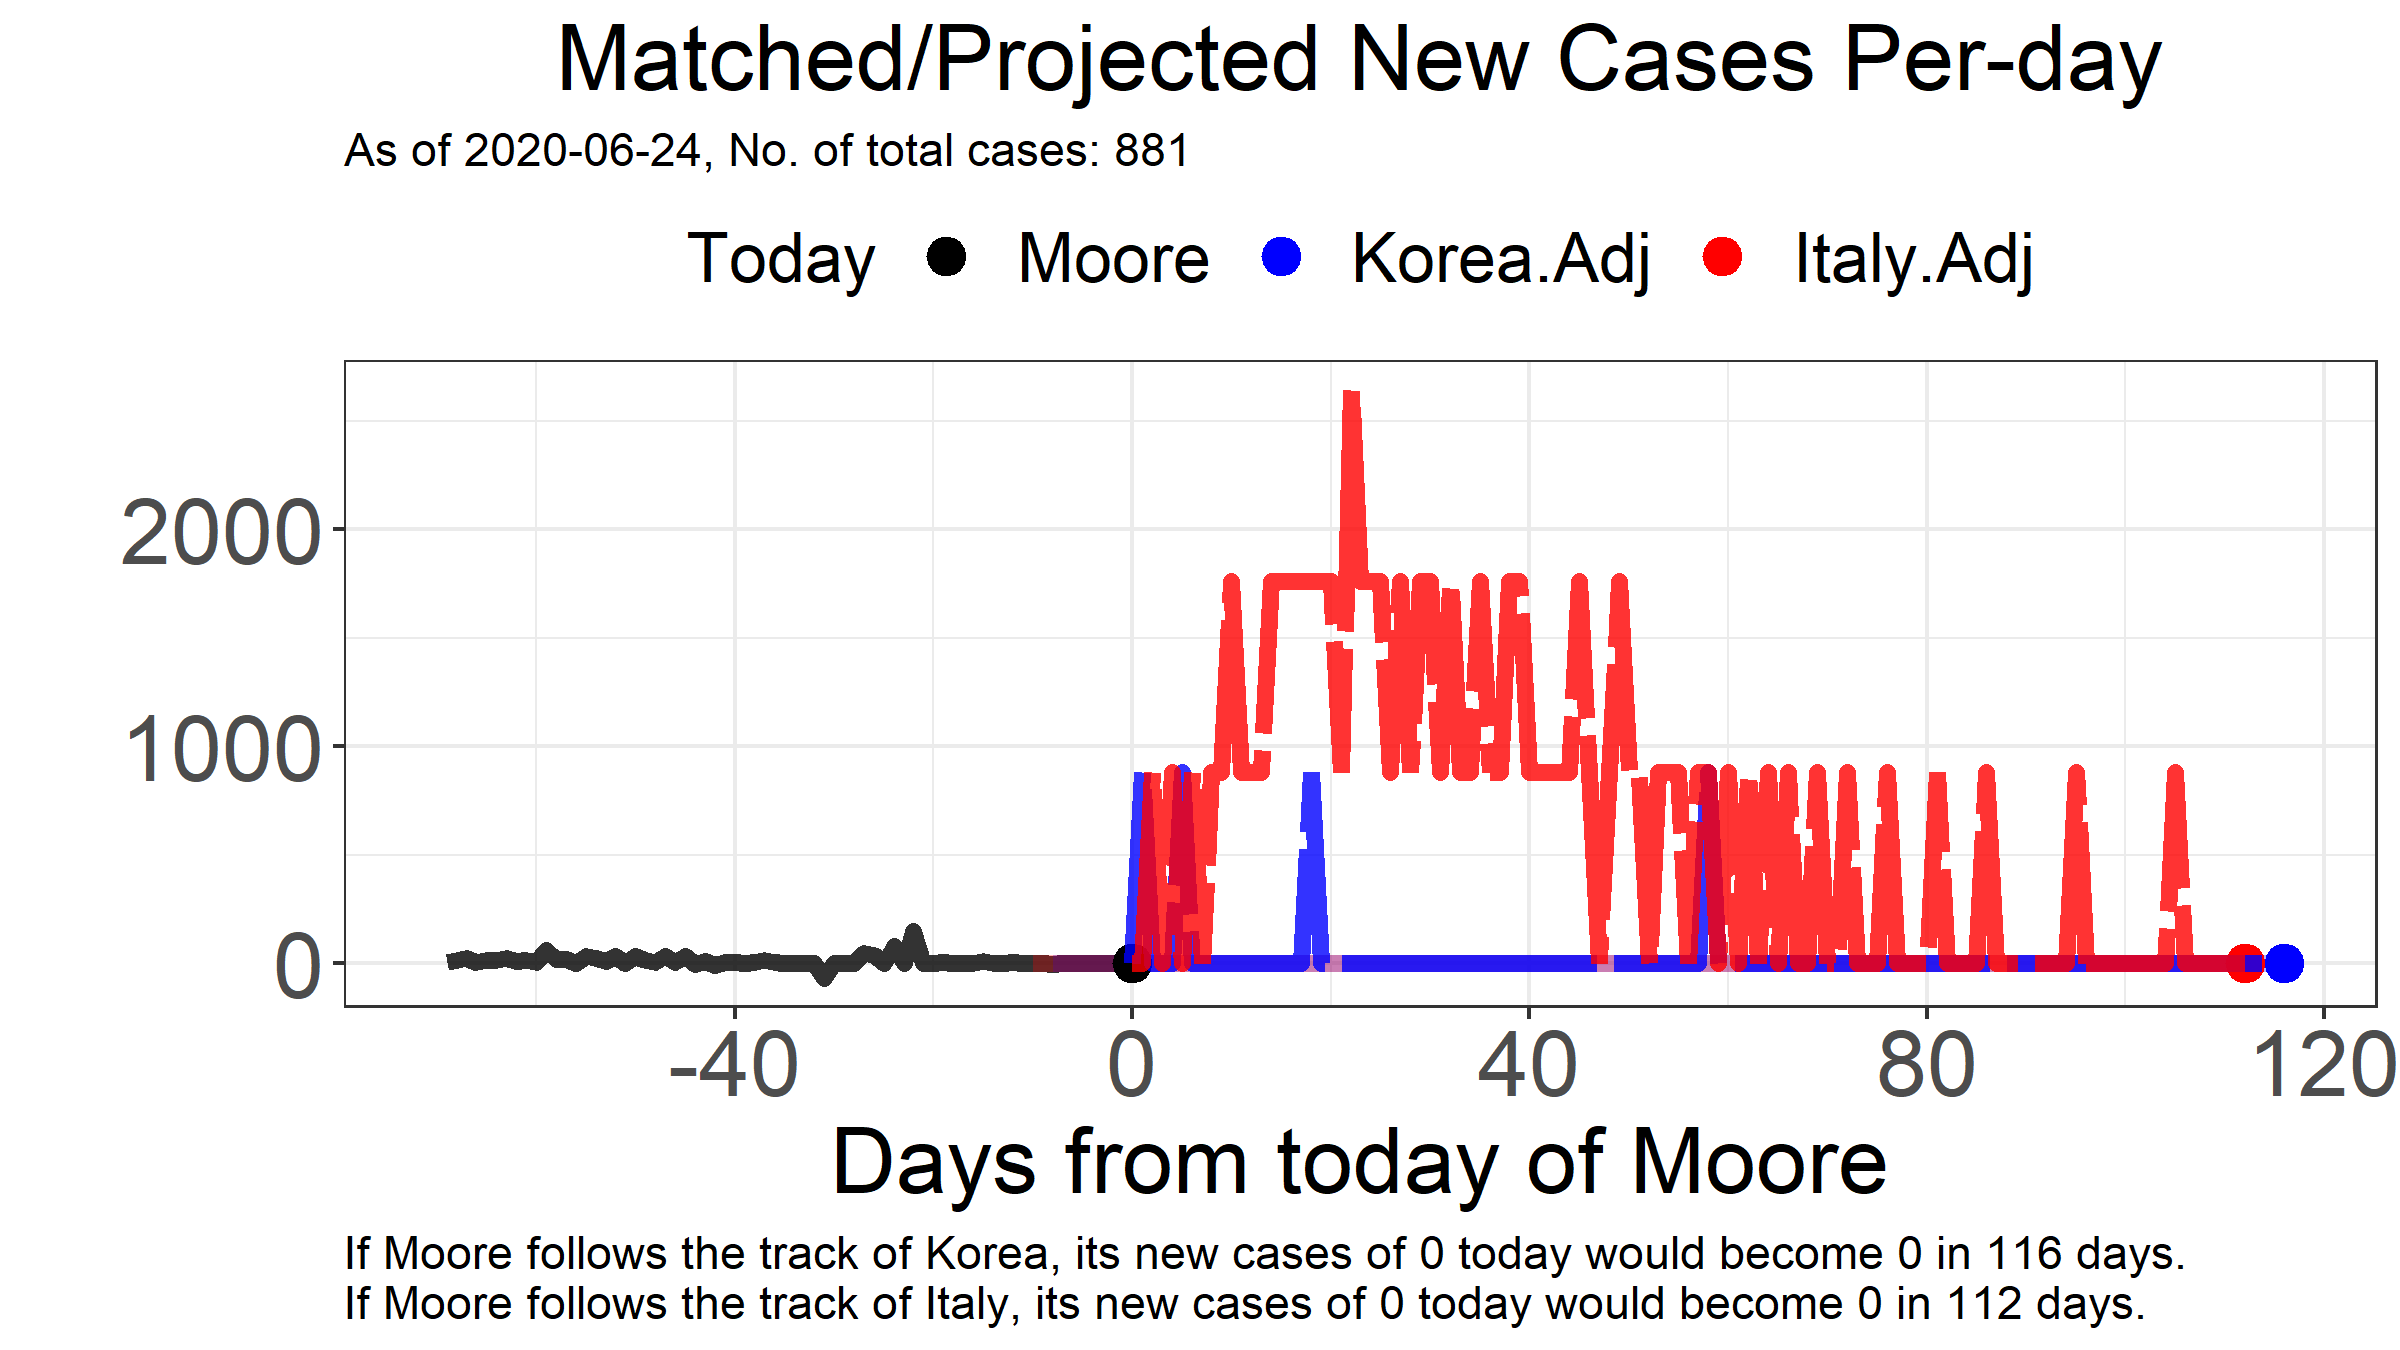 Matched/Projected New Cases Per-day
As of 2020-06-24, No. of total cases: 881
Today Moore Korea.Adj Italy.Adj
2000
1000
0
-40 0 40 80 120
Days from today of Moore
If Moore follows the track of Korea, its new cases of 0 today would become 0 in 116 days.
If Moore follows the track of Italy, its new cases of 0 today would become 0 in 112 days.